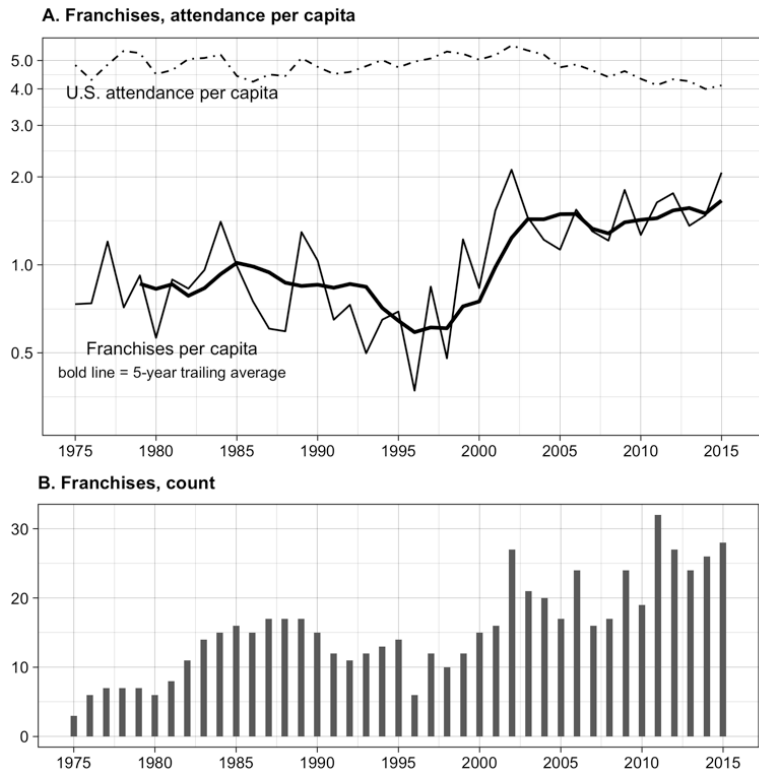 A. Franchises, attendance per capita
5.0
4.0
U.S. attendance per capita
3.0
2.0
1.0
0.5
Franchises per capita
bold line = 5-year trailing average
1975 1980 1985 1990 1995 2000 2005 2010 2015
B. Franchises, count
30
20
10
0
1975 1980 1985 1990 1995 2000 2005 2010 2015